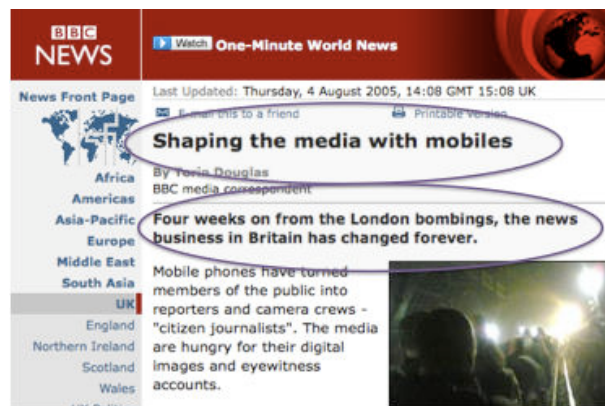 BBC
NEWS
Watch One-Minute World News
News Front Page
Africa
Americas
Asia-Pacific
Europe
Middle East
South Asia
UK
England
Northern Ireland
Scotland
Wales
Last Updated: Thursday, 4 August 2005, 14:08 GMT 15:08 UK
E-mail this to a friend
Printable version
Shaping the media with mobiles
By Torin Douglas
BBC media correspondent
Four weeks on from the London bombings, the news
business in Britain has changed forever.
Mobile phones have turned
members of the public into
reporters and camera crews -
"citizen journalists". The media
are hungry for their digital
images and eyewitness
accounts.